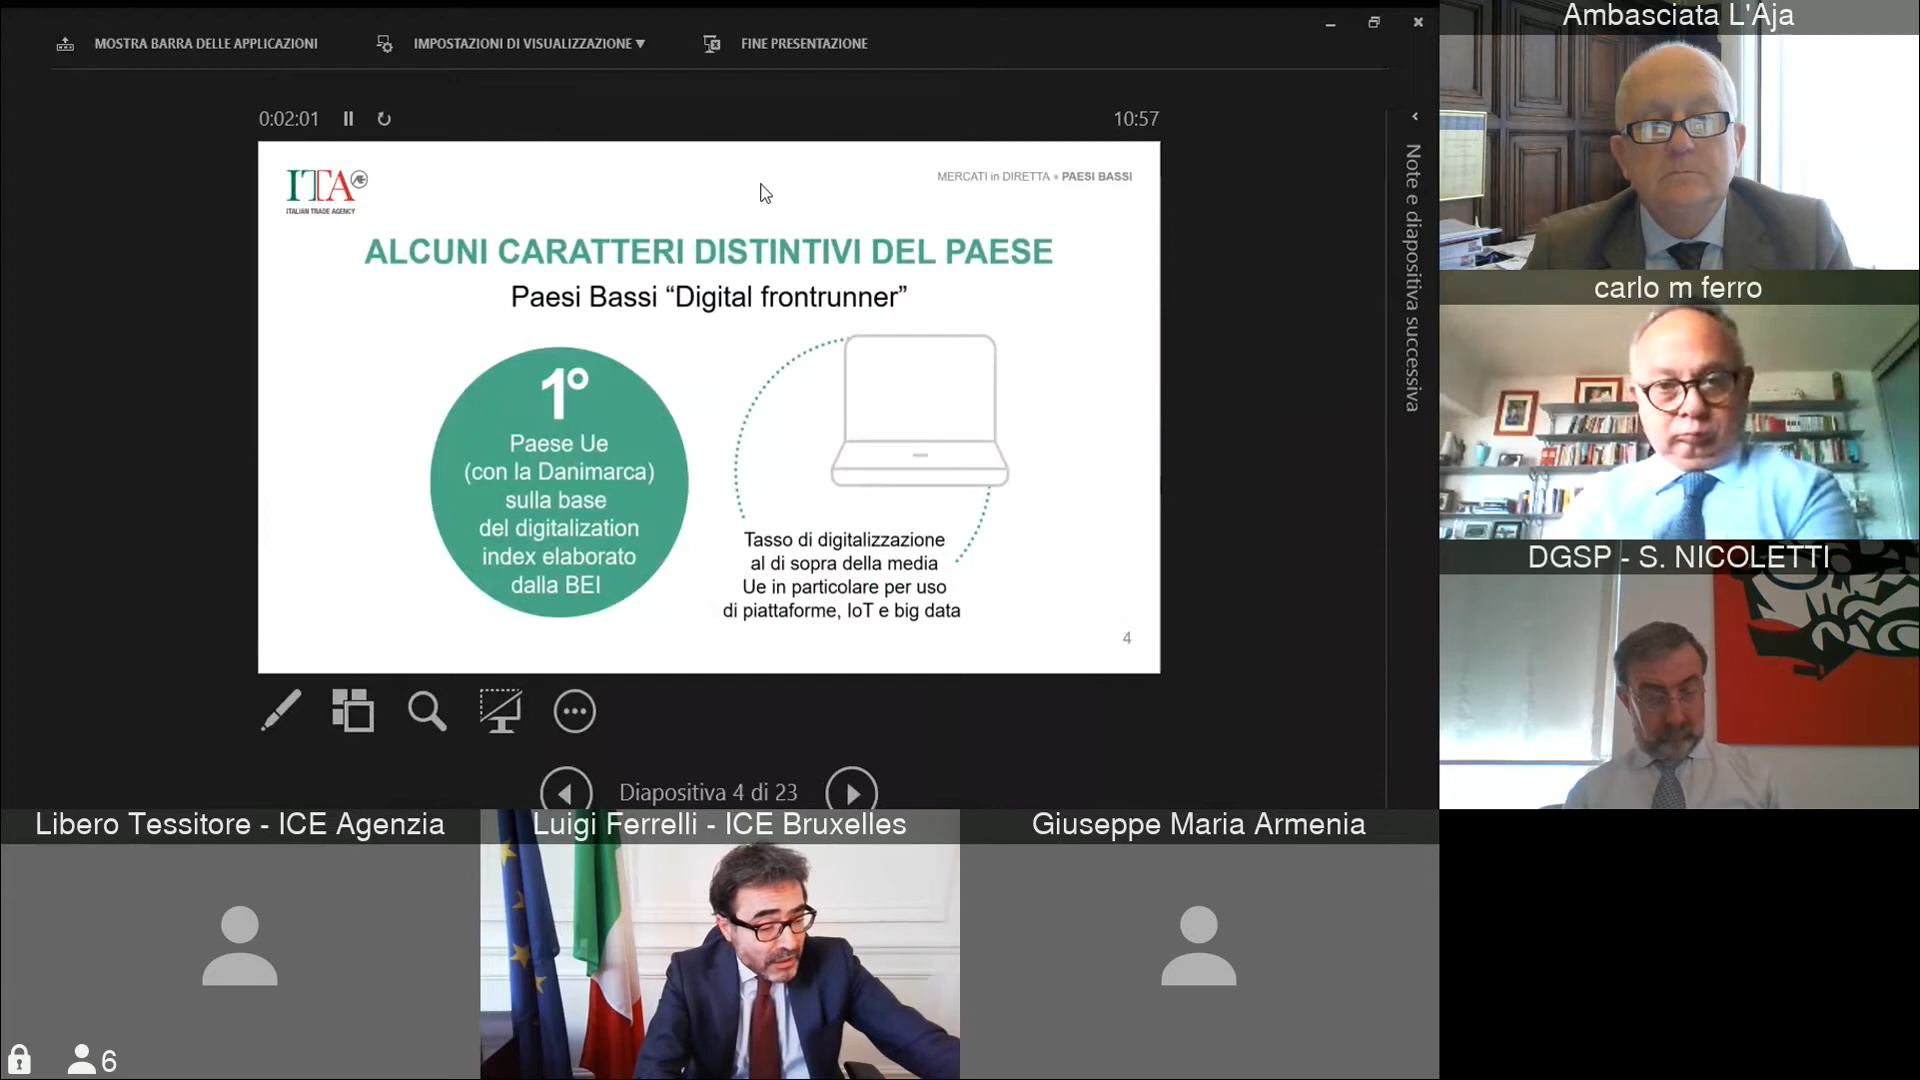 MOSTRA BARRA DELLE APPLICAZIONI
IMPOSTAZIONI DI VISUALIZZAZIONE ▼
FINE PRESENTAZIONE
0:02:01
10:57
ITA
ITALIAN TRADE AGENCY
MERCATI in DIRETTA • PAESI BASSI
ALCUNI CARATTERI DISTINTIVI DEL PAESE
Paesi Bassi “Digital frontrunner”
1º
Paese Ue
(con la Danimarca)
sulla base
del digitalization
index elaborato
dalla BEI
Tasso di digitalizzazione
al di sopra della media
Ue in particolare per uso
di piattaforme, IoT e big data
4
Diapositiva 4 di 23
Note e diapositiva successiva
Ambasciata L'Aja
carlo m ferro
DGSP - S. NICOLETTI
Libero Tessitore - ICE Agenzia
Luigi Ferrelli - ICE Bruxelles
Giuseppe Maria Armenia
6